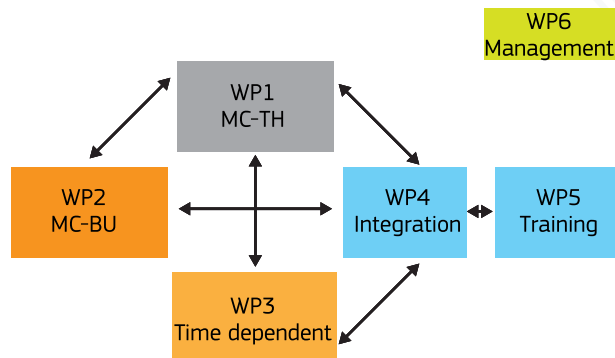 WP6
Management
WP1
MC-TH
WP2
MC-BU
WP4
Integration
WP5
Training
WP3
Time dependent